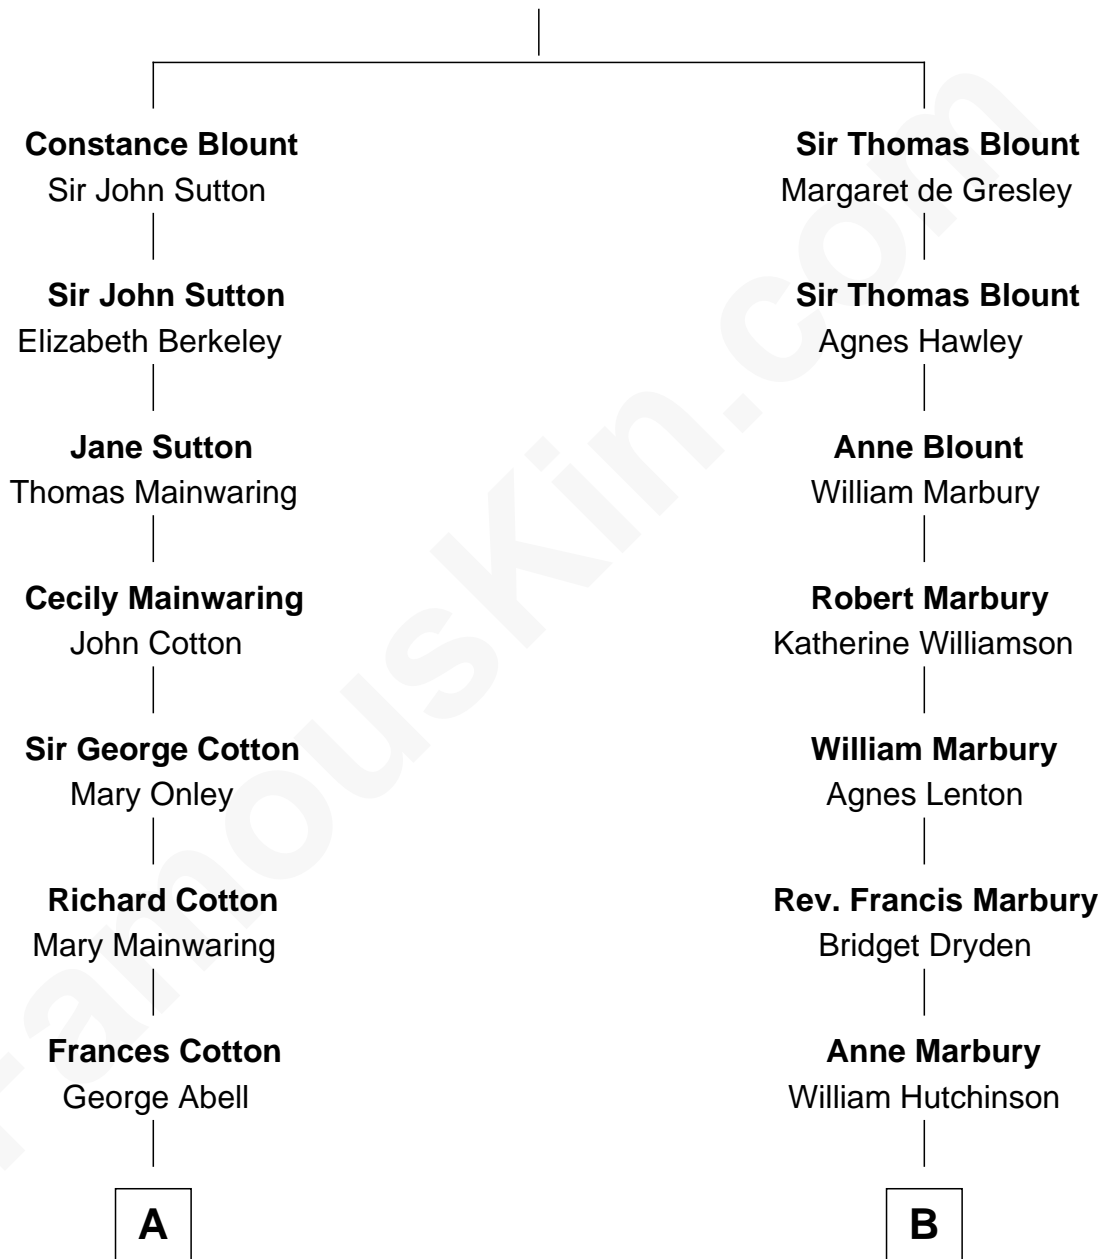 Constance Blount
Sir John Sutton
Sir John Sutton
Elizabeth Berkeley
Jane Sutton
Thomas Mainwaring
Cecily Mainwaring
John Cotton
Sir George Cotton
Mary Onley
Richard Cotton
Mary Mainwaring
Frances Cotton
George Abell
A
Sir Thomas Blount
Margaret de Gresley
Sir Thomas Blount
Agnes Hawley
Anne Blount
William Marbury
Robert Marbury
Katherine Williamson
William Marbury
Agnes Lenton
Rev. Francis Marbury
Bridget Dryden
Anne Marbury
William Hutchinson
B
FamousKin.com